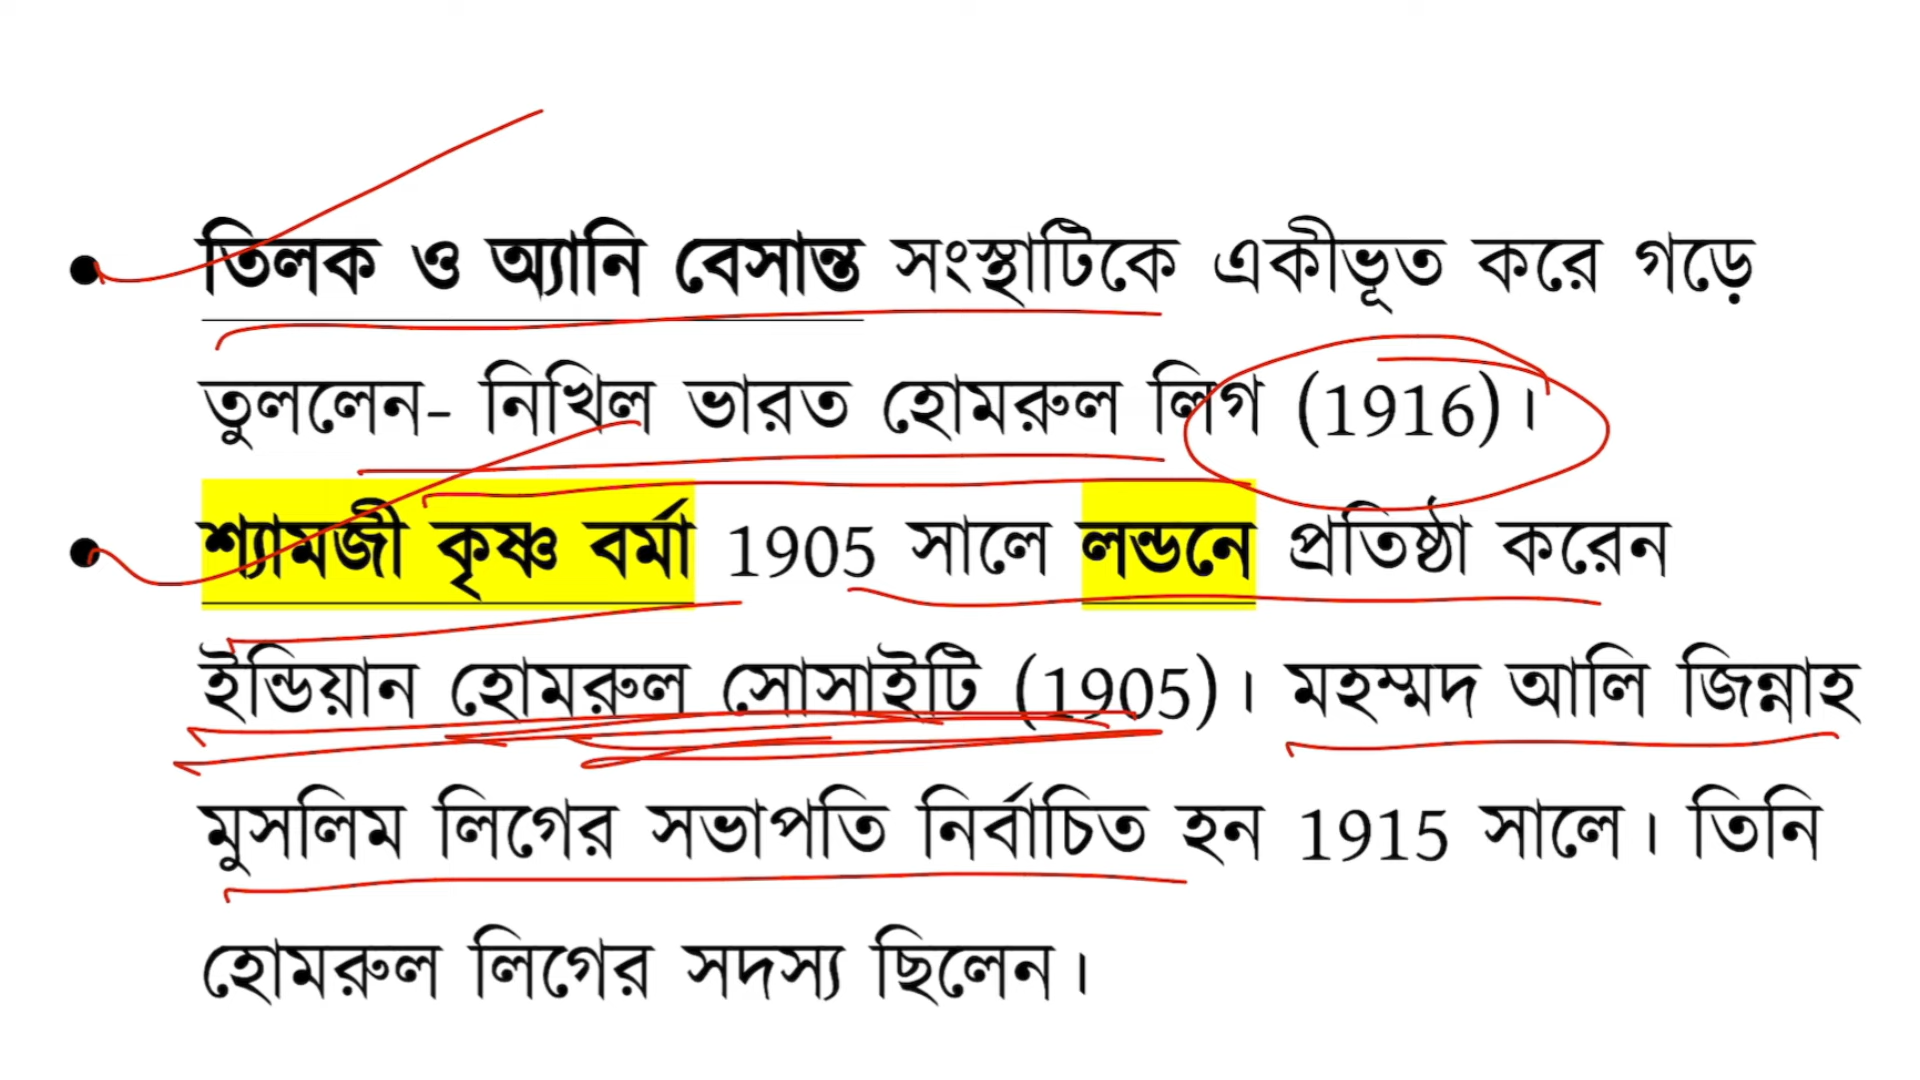 তিলক ও অ্যানি বেসান্ত সংস্থাটিকে একীভূত করে গড়ে
তুললেন- নিখিল ভারত হোমরুল লিগ (1916)।
শ্যামজী কৃষ্ণ বর্মা 1905 সালে লন্ডনে প্রতিষ্ঠা করেন
ইন্ডিয়ান হোমরুল সোসাইটি (1905)। মহম্মদ আলি জিন্নাহ
মুসলিম লিগের সভাপতি নির্বাচিত হন 1915 সালে। তিনি
হোমরুল লিগের সদস্য ছিলেন।